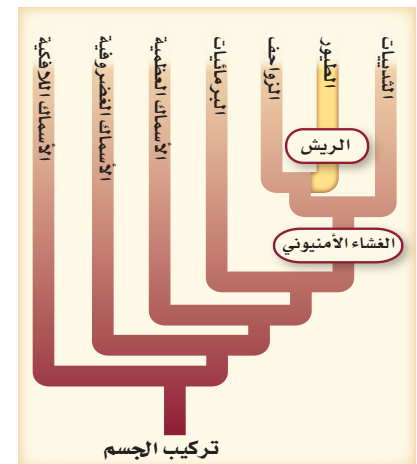 الثدييات
الطيور
الزواحف
البرمائيات
الأسماك العظمية
الأسماك الغضروفية
الأسماك اللافكية
الريش
الغشاء الأمنيوني
تركيب الجسم